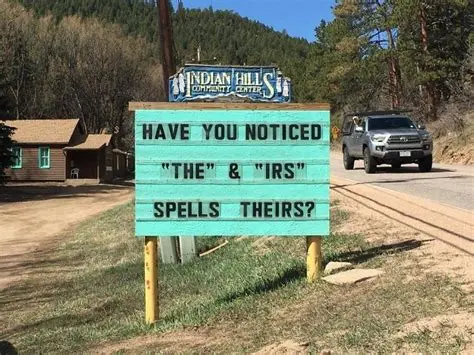 INDIAN HILLS
COMMUNITY CENTER
HAVE YOU NOTICED
"THE" & "IRS"
SPELLS THEIRS?